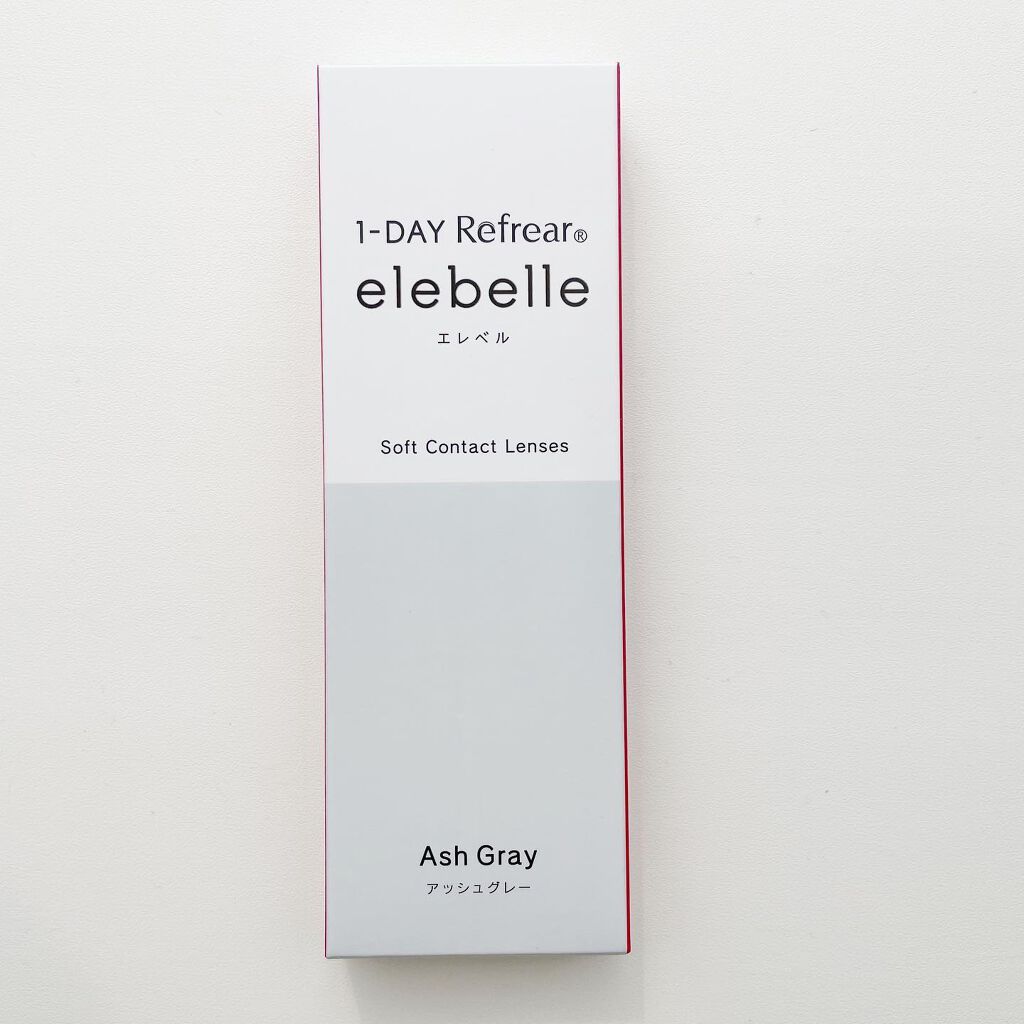 1-DAY Refrear®
elebelle
エレベル
Soft Contact Lenses
Ash Gray
アッシュグレー